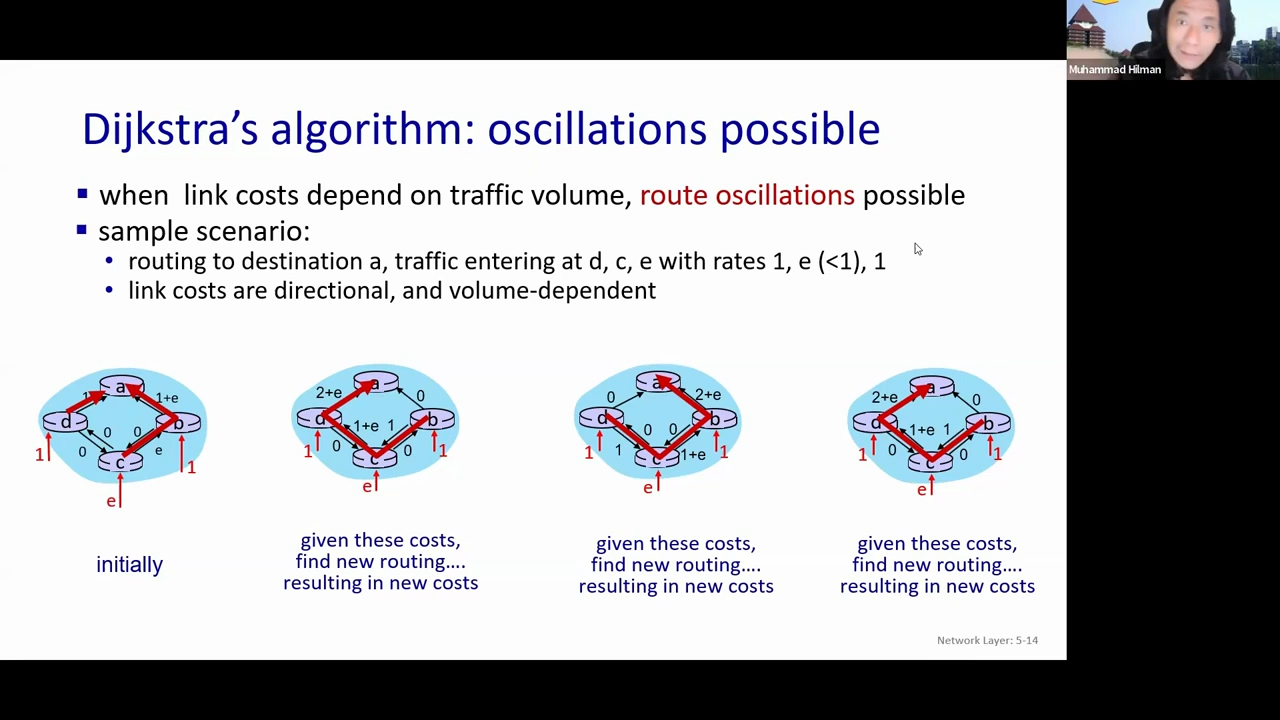 Muhammad Hilman
Dijkstra’s algorithm: oscillations possible
▪ when link costs depend on traffic volume, route oscillations possible
▪ sample scenario:
• routing to destination a, traffic entering at d, c, e with rates 1, e (<1), 1
• link costs are directional, and volume-dependent
a
1 1+e
d b
0 0
0 e
c
1 1
e
initially
a
2+e 0
d b
1+e 1
0 0
c
1 1
e
given these costs,
find new routing….
resulting in new costs
a
0 2+e
d b
0 0
1 1+e
c
1 1
e
given these costs,
find new routing….
resulting in new costs
a
2+e 0
d b
1+e 1
0 0
c
1 1
e
given these costs,
find new routing….
resulting in new costs
Network Layer: 5-14